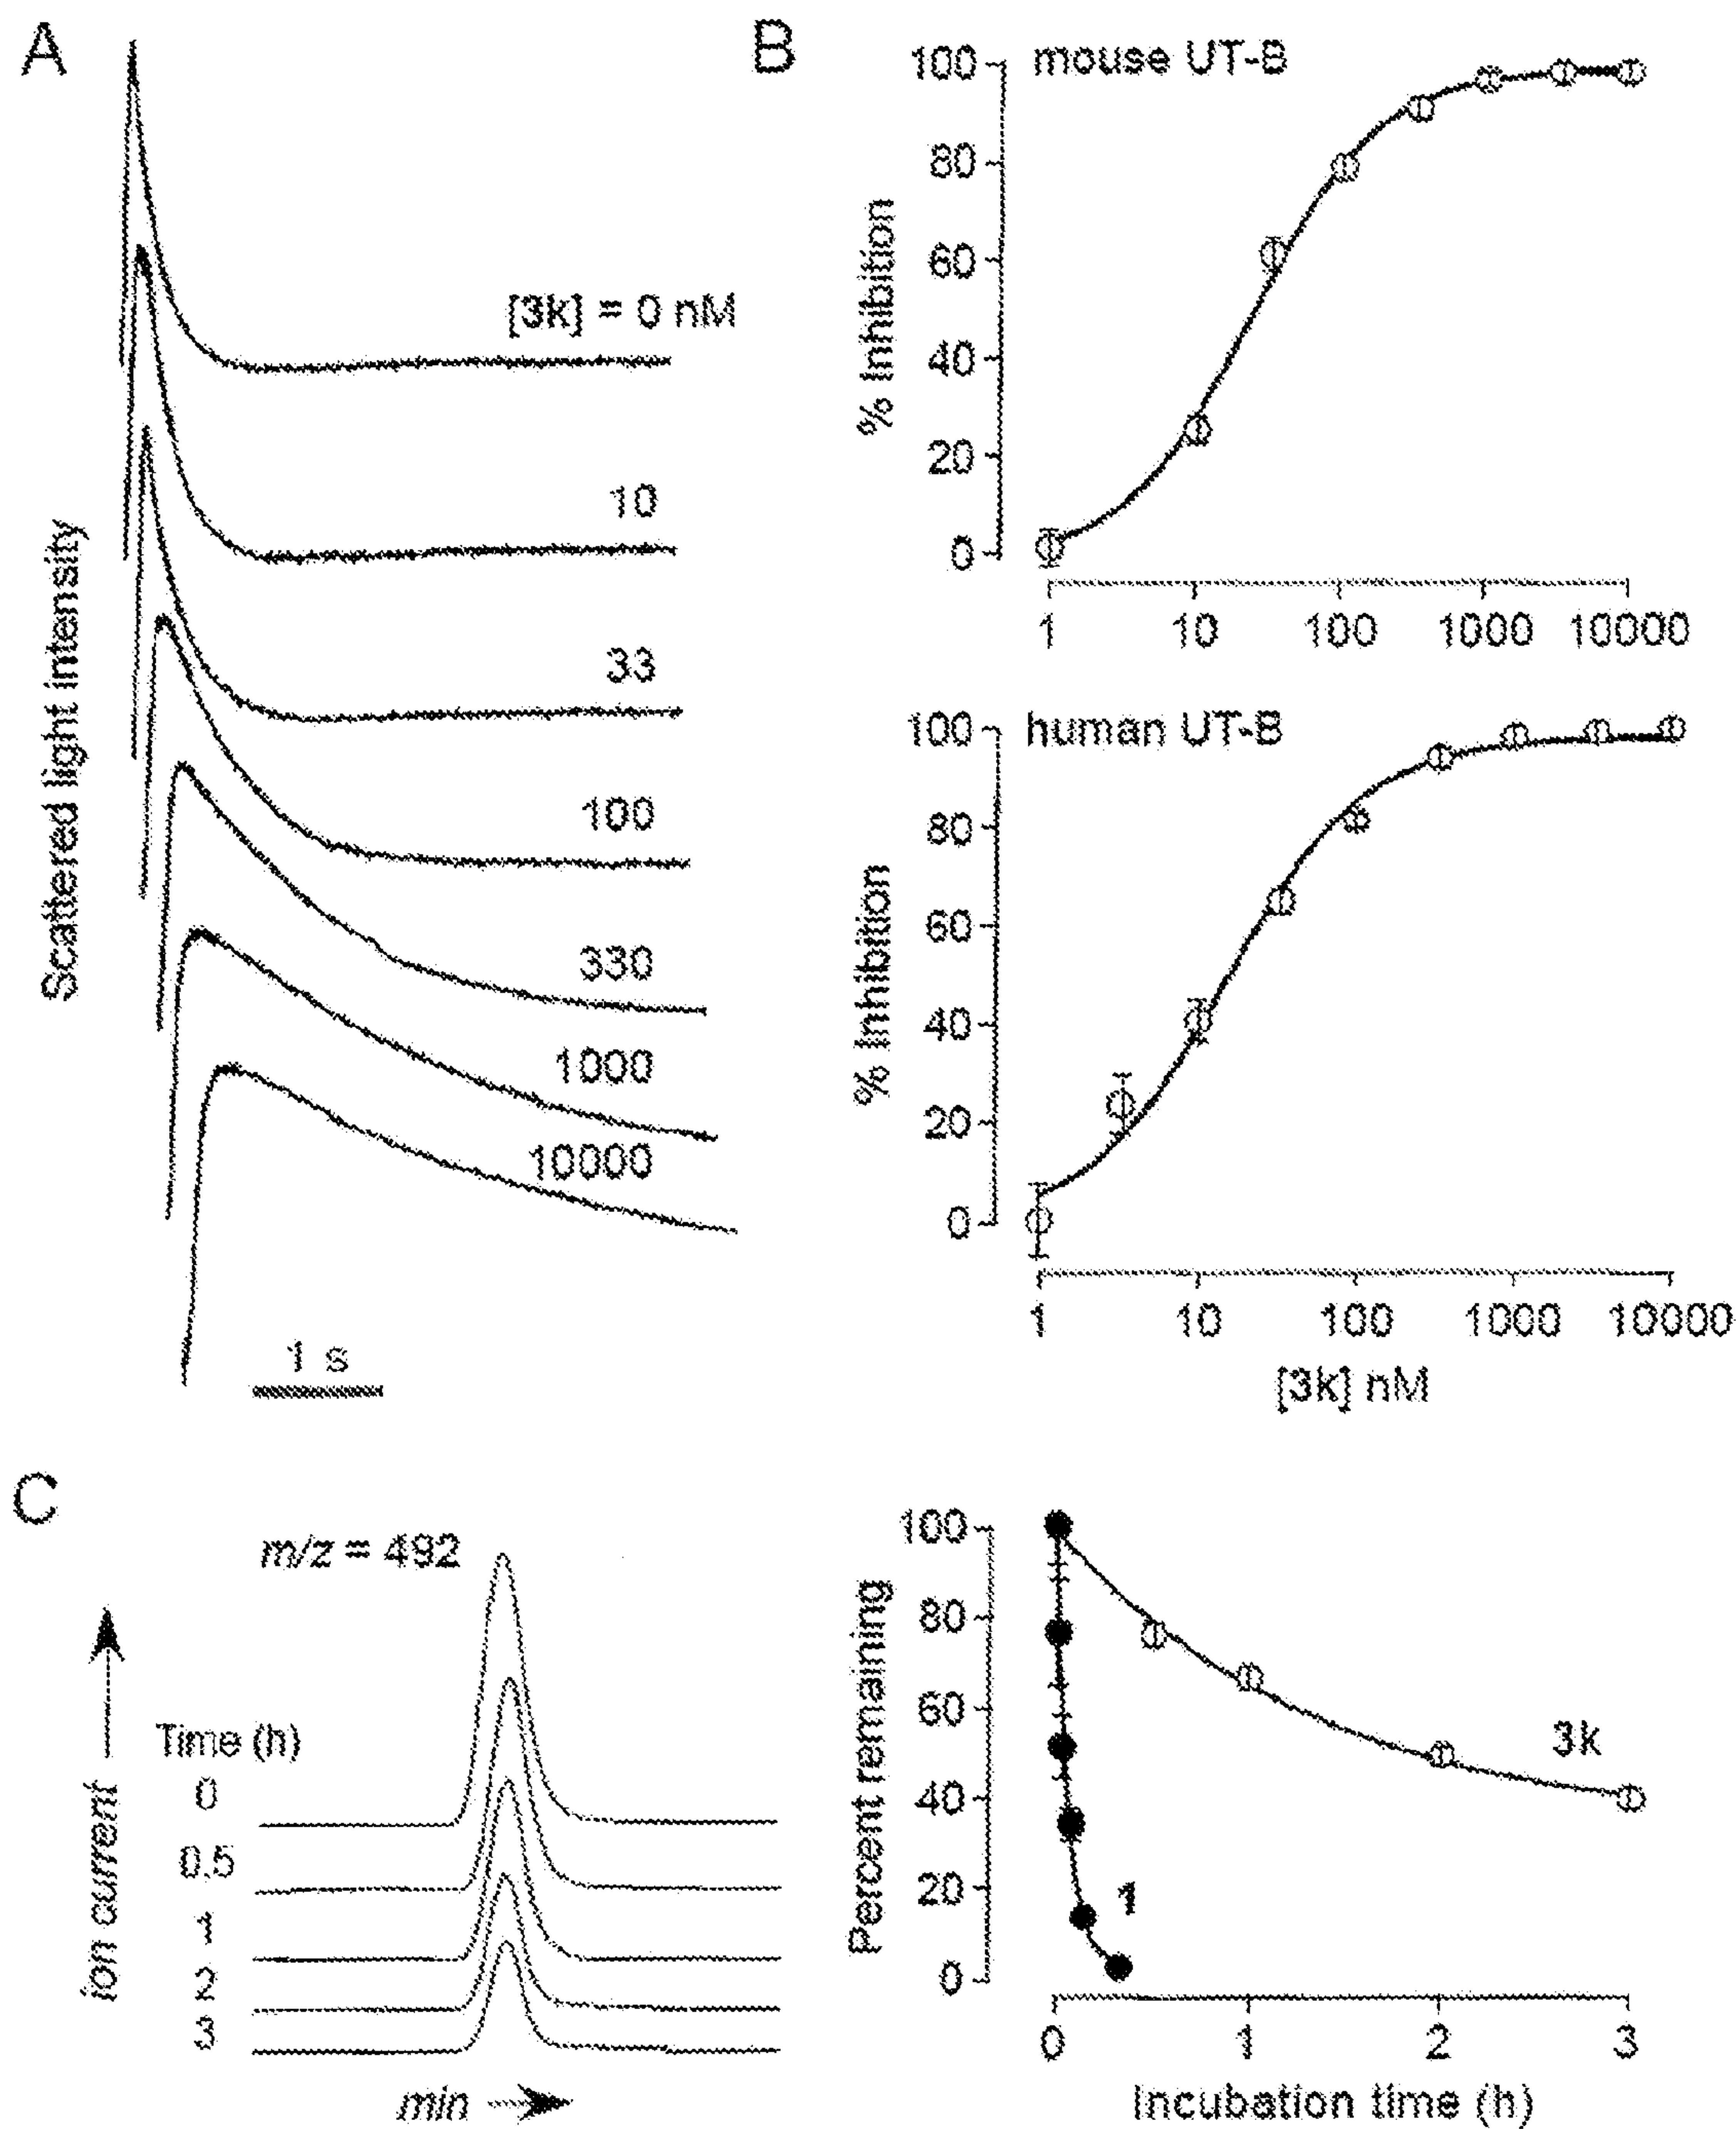 A
[3k] = 0 nM
10
33
100
330
1000
10000
Scattered light intensity
1 s
B
mouse UT-B
% Inhibition
100
80
60
40
20
0
1 10 100 1000 10000
human UT-B
% Inhibition
100
80
60
40
20
0
1 10 100 1000 10000
[3k] nM
C
m/z = 492
Time (h)
0
0.5
1
2
3
ion current
min
Percent remaining
100
80
60
40
20
0
3k
1
0 1 2 3
Incubation time (h)